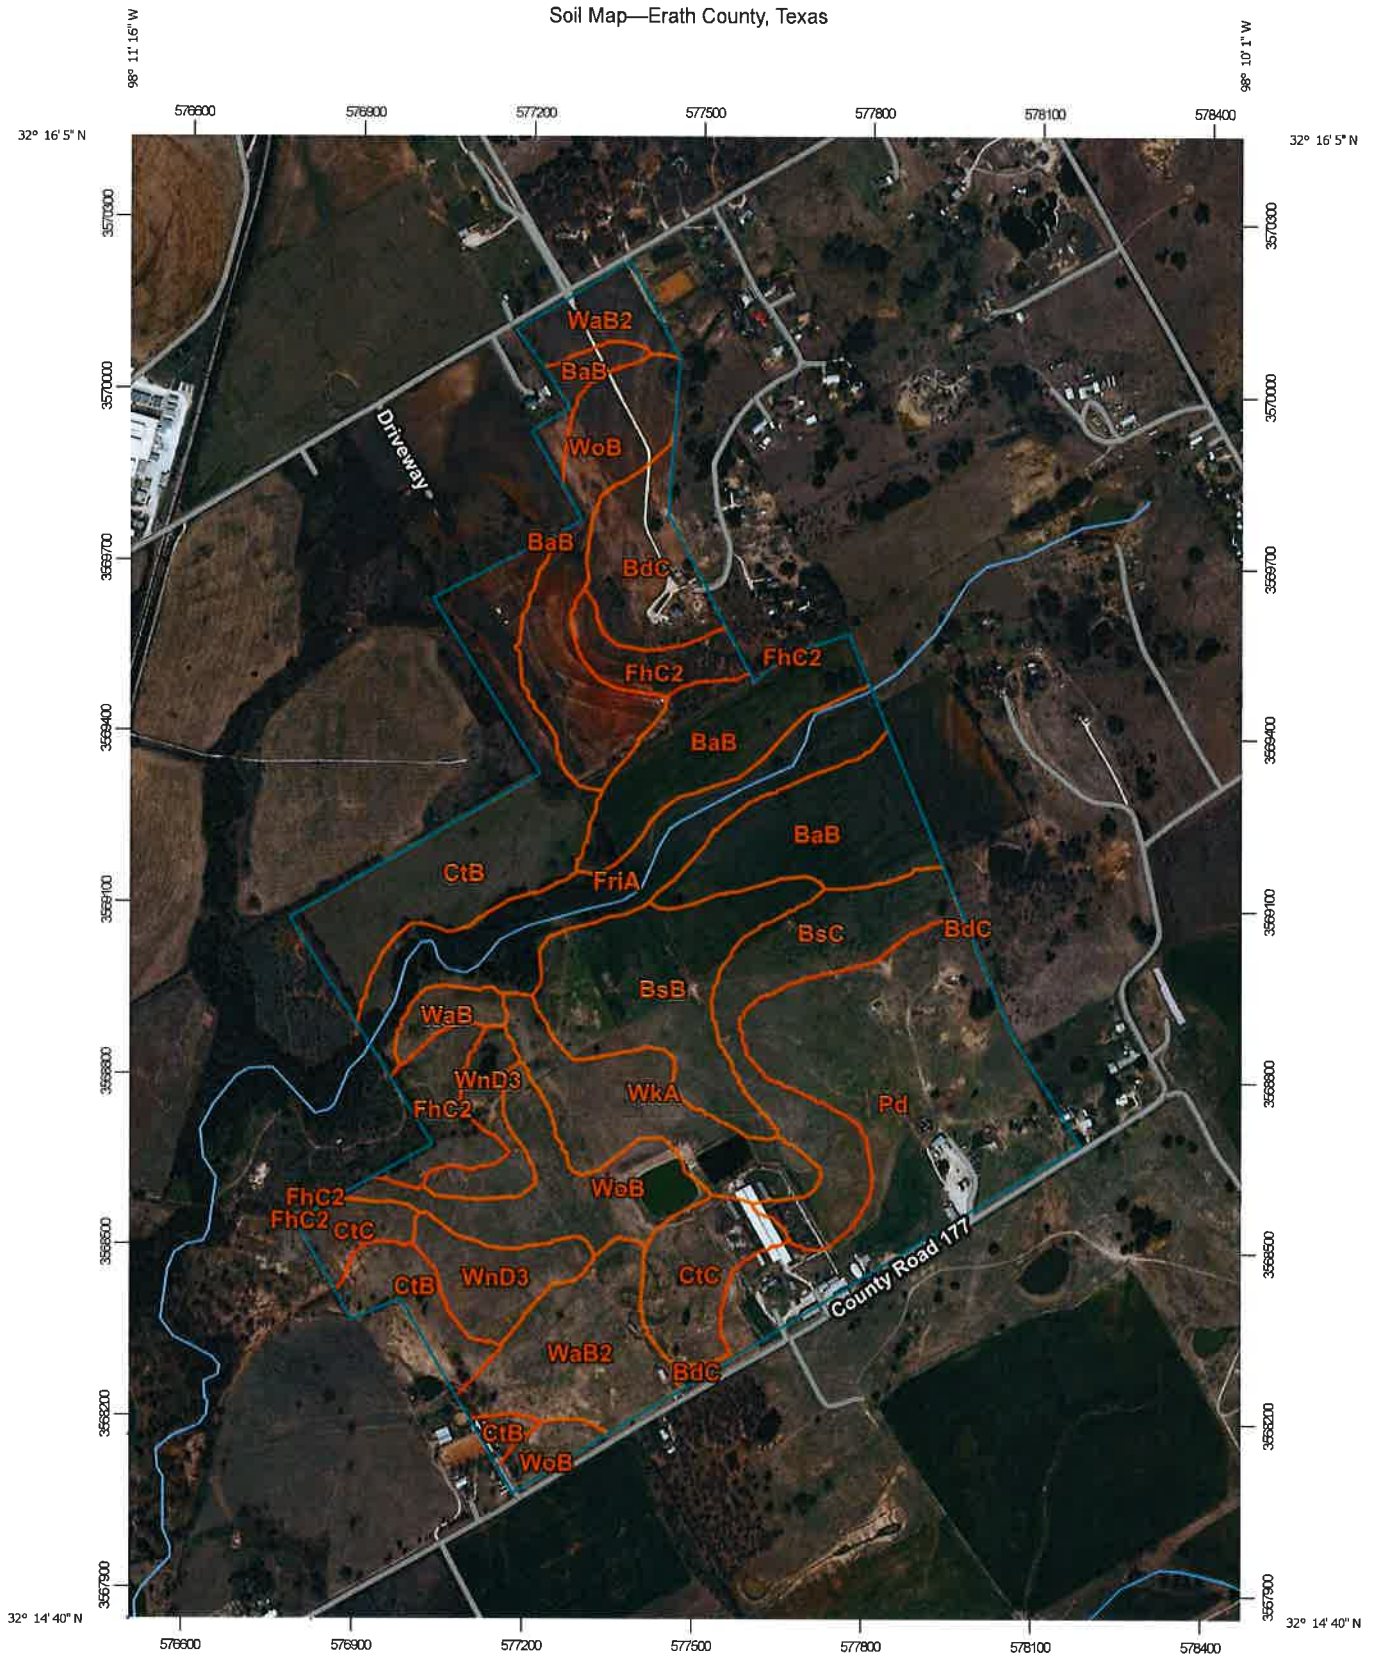 Soil Map—Erath County, Texas
98° 11' 16" W
98° 10' 1" W
576600 576900 577200 577500 577800 578100 578400
32° 16' 5" N
32° 16' 5" N
3570300
3570300
WaB2
BaB
3570000
3570000
Driveway
WoB
BaB
3569700
BdC
3569700
FhC2
FhC2
3569400
BaB
3569400
BaB
CtB
FriA
3569100
3569100
BsC
BdC
BsB
WaB
3568800
WnD3
WkA
3568800
FhC2
Pd
FhC2
WoB
FhC2
CtC
3568500
3568500
County Road 177
CtB
WnD3
CtC
WaB2
BdC
3568200
3568200
CtB
WoB
3567900
3567900
32° 14' 40" N
32° 14' 40" N
576600 576900 577200 577500 577800 578100 578400